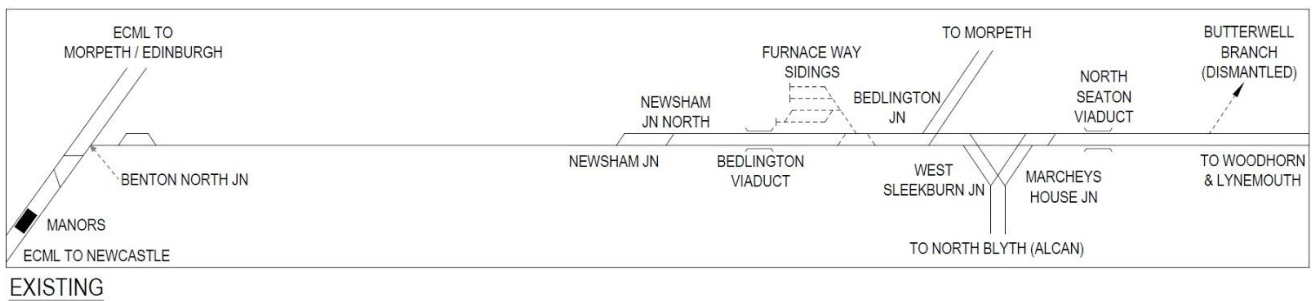 ECML TO
MORPETH / EDINBURGH
BENTON NORTH JN
MANORS
ECML TO NEWCASTLE
NEWSHAM
JN NORTH
NEWSHAM JN
FURNACE WAY
SIDINGS
BEDLINGTON
VIADUCT
BEDLINGTON
JN
TO MORPETH
WEST
SLEEKBURN JN
MARCHEYS
HOUSE JN
TO NORTH BLYTH (ALCAN)
NORTH
SEATON
VIADUCT
BUTTERWELL
BRANCH
(DISMANTLED)
TO WOODHORN
& LYNEMOUTH
EXISTING